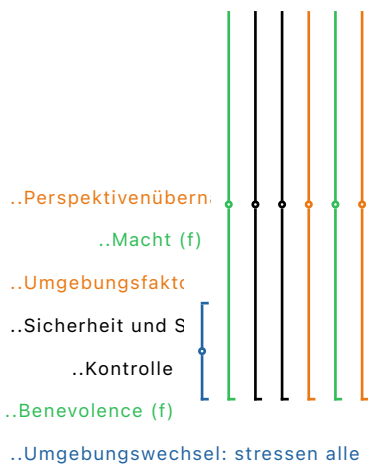 ..Perspektivenüberna
..Macht (f)
..Umgebungsfakto
..Sicherheit und S
..Kontrolle
..Benevolence (f)
..Umgebungswechsel: stressen alle